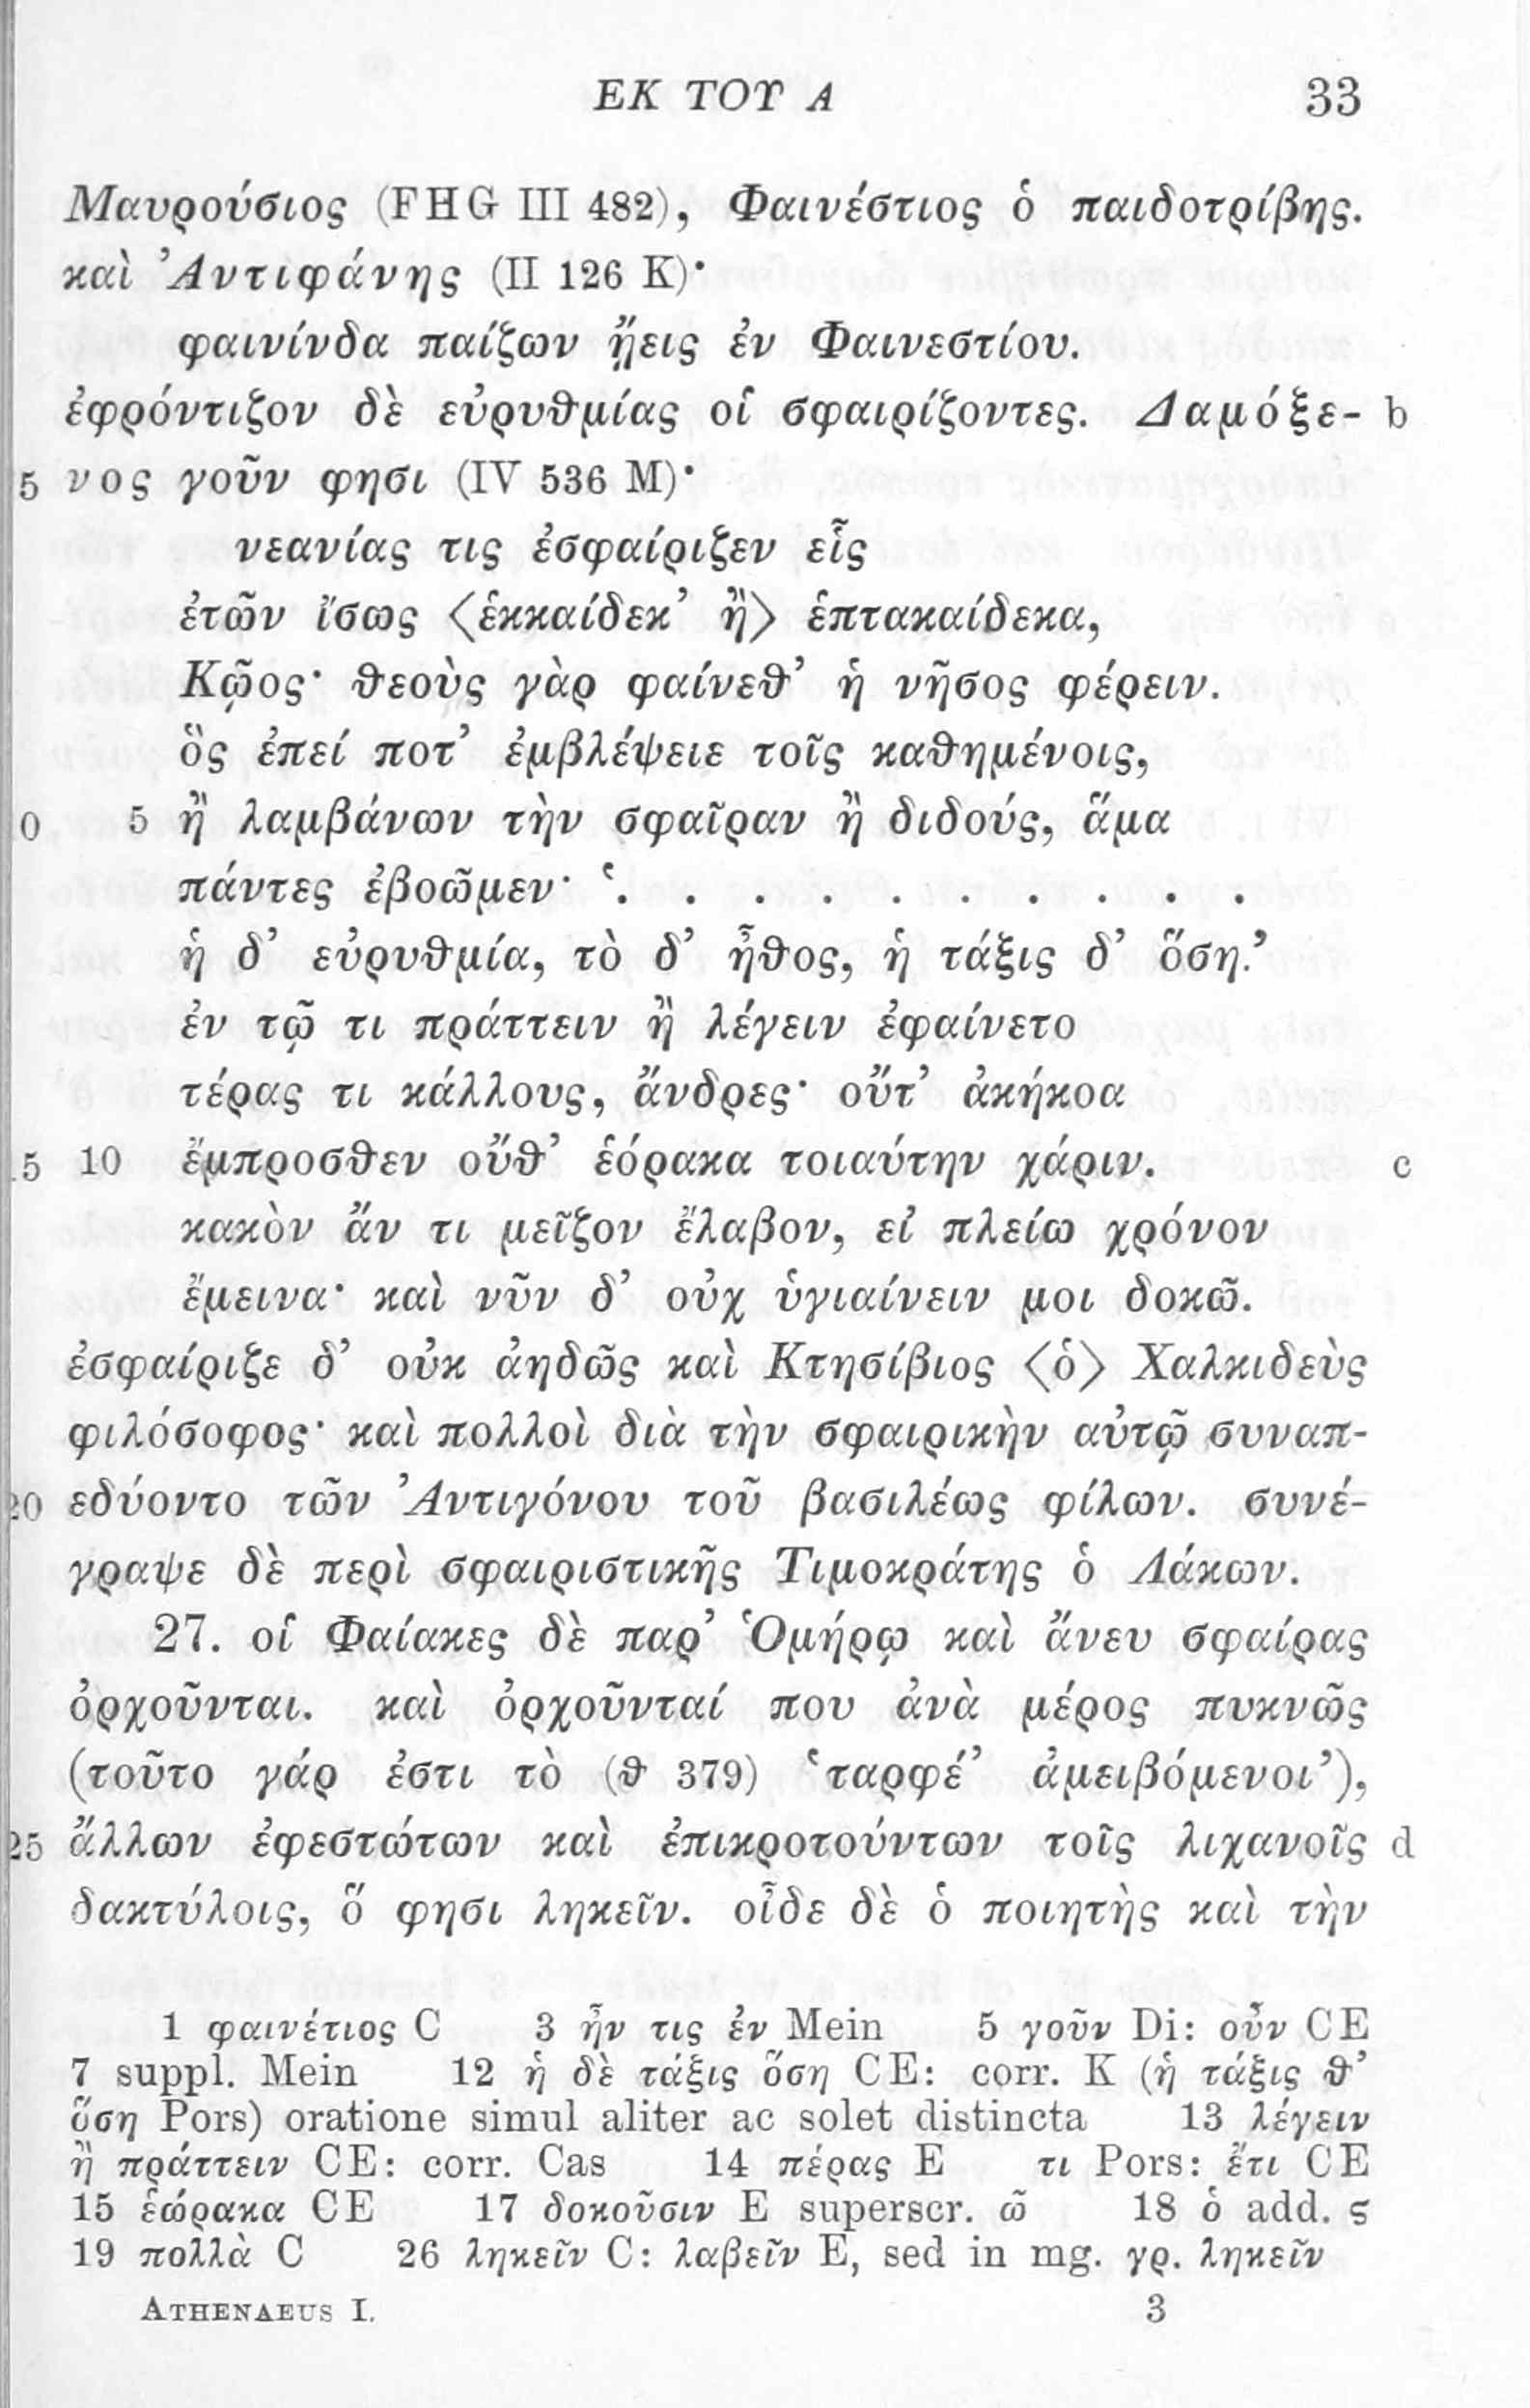 ΕΚ ΤΟΥ Α 33
Μαυρούσιος (FHG III 482), Φαινέστιος ὁ παιδοτρίβης.
καὶ Ἀντιφάνης (II 126 K)·
φαινίνδα παίζων ᾔεις ἐν Φαινεστίου.
ἐφρόντιζον δὲ εὐρυθμίας οἱ σφαιρίζοντες. Δαμόξε- b
5 νος γοῦν φησι (IV 536 M)·
νεανίας τις ἐσφαίριζεν εἷς
ἐτῶν ἴσως ⟨ἑκκαίδεκ’ ἢ⟩ ἑπτακαίδεκα,
Κῷος· θεοὺς γὰρ φαίνεθ’ ἡ νῆσος φέρειν.
ὃς ἐπεί ποτ’ ἐμβλέψειε τοῖς καθημένοις,
0 5 ἢ λαμβάνων τὴν σφαῖραν ἢ διδούς, ἅμα
πάντες ἐβοῶμεν· ‘. . . . . . . . . .
ἡ δ’ εὐρυθμία, τὸ δ’ ἦθος, ἡ τάξις δ’ ὅση.’
ἐν τῷ τι πράττειν ἢ λέγειν ἐφαίνετο
τέρας τι κάλλους, ἄνδρες· οὔτ’ ἀκήκοα
5 10 ἔμπροσθεν οὔθ’ ἑόρακα τοιαύτην χάριν. c
κακὸν ἄν τι μεῖζον ἔλαβον, εἰ πλείω χρόνον
ἔμεινα· καὶ νῦν δ’ οὐχ ὑγιαίνειν μοι δοκῶ.
ἐσφαίριζε δ’ οὐκ ἀηδῶς καὶ Κτησίβιος ⟨ὁ⟩ Χαλκιδεὺς
φιλόσοφος· καὶ πολλοὶ διὰ τὴν σφαιρικὴν αὐτῷ συναπ-
20 εδύοντο τῶν Ἀντιγόνου τοῦ βασιλέως φίλων. συνέ-
γραψε δὲ περὶ σφαιριστικῆς Τιμοκράτης ὁ Λάκων.
27. οἱ Φαίακες δὲ παρ’ Ὁμήρῳ καὶ ἄνευ σφαίρας
ὀρχοῦνται. καὶ ὀρχοῦνταί που ἀνὰ μέρος πυκνῶς
(τοῦτο γάρ ἐστι τὸ (θ 379) ‘ταρφέ’ ἀμειβόμενοι’),
25 ἄλλων ἐφεστώτων καὶ ἐπικροτούντων τοῖς λιχανοῖς d
δακτύλοις, ὅ φησι ληκεῖν. οἶδε δὲ ὁ ποιητὴς καὶ τὴν
1 φαινέτιος C 3 ἦν τις ἐν Mein 5 γοῦν Di: οὖν CE
7 suppl. Mein 12 ἡ δὲ τάξις ὅση CE: corr. K (ἡ τάξις θ’
ὅση Pors) oratione simul aliter ac solet distincta 13 λέγειν
ἢ πράττειν CE: corr. Cas 14 πέρας E τι Pors: ἔτι CE
15 ἑώρακα CE 17 δοκοῦσιν E superscr. ῶ 18 ὁ add. ς
19 πολλὰ C 26 ληκεῖν C: λαβεῖν E, sed in mg. γρ. ληκεῖν
ATHENAEUS I. 3